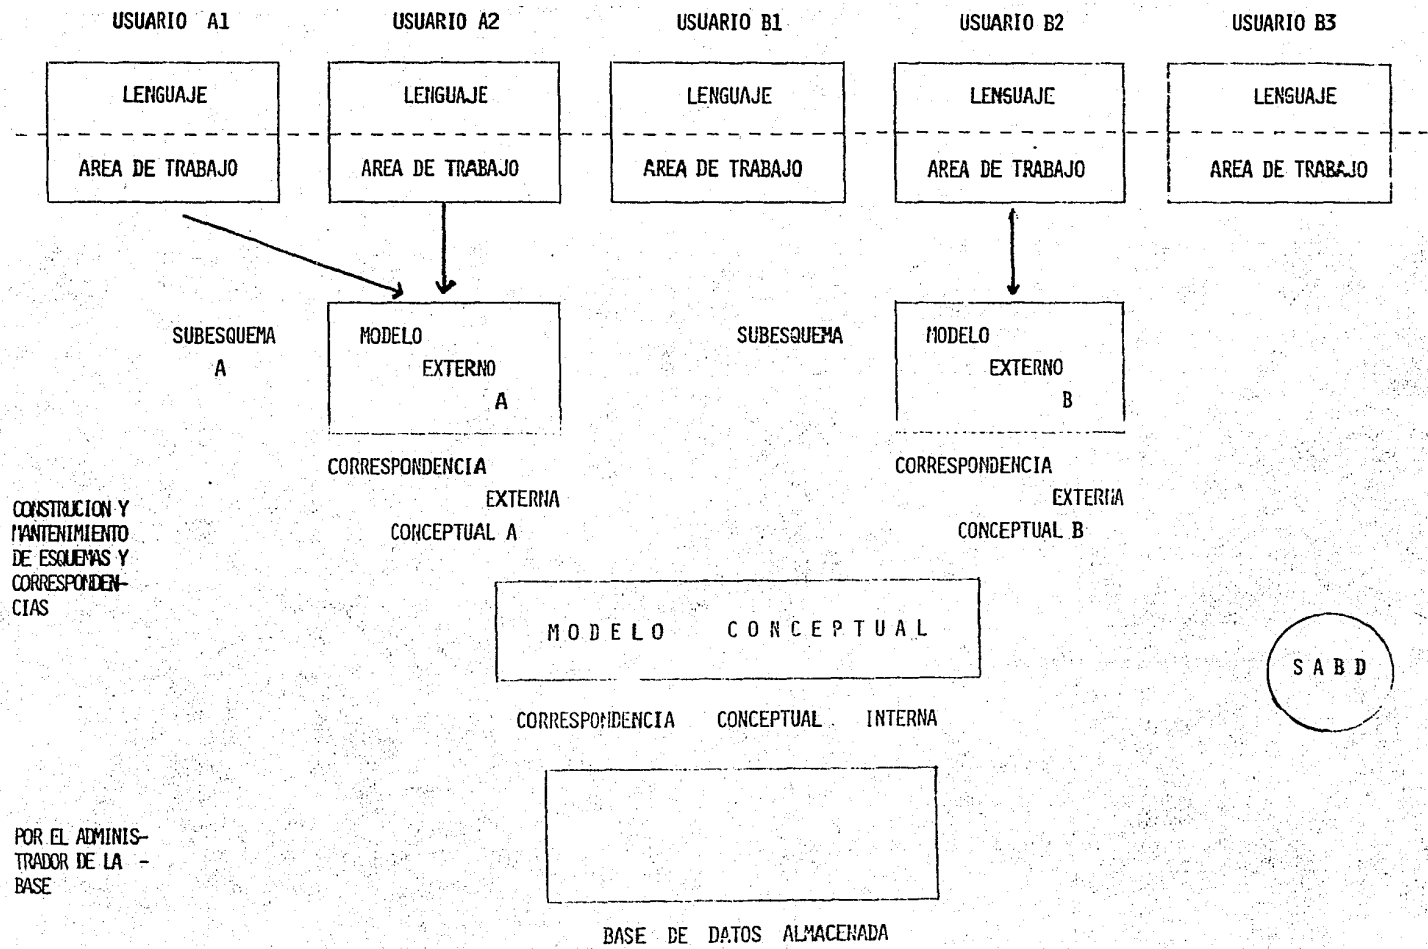 USUARIO A1 USUARIO A2 USUARIO B1 USUARIO B2 USUARIO B3
LENGUAJE LENGUAJE LENGUAJE LENSUAJE LENGUAJE
AREA DE TRABAJO AREA DE TRABAJO AREA DE TRABAJO AREA DE TRABAJO AREA DE TRABAJO
SUBESQUEMA
A
MODELO
EXTERNO
A
SUBESQUEMA
MODELO
EXTERNO
B
CORRESPONDENCIA
EXTERNA
CONCEPTUAL A
CORRESPONDENCIA
EXTERNA
CONCEPTUAL B
CONSTRUCION Y
MANTENIMIENTO
DE ESQUEMAS Y
CORRESPONDEN-
CIAS
MODELO CONCEPTUAL
SABD
CORRESPONDENCIA CONCEPTUAL INTERNA
POR EL ADMINIS-
TRADOR DE LA -
BASE
BASE DE DATOS ALMACENADA